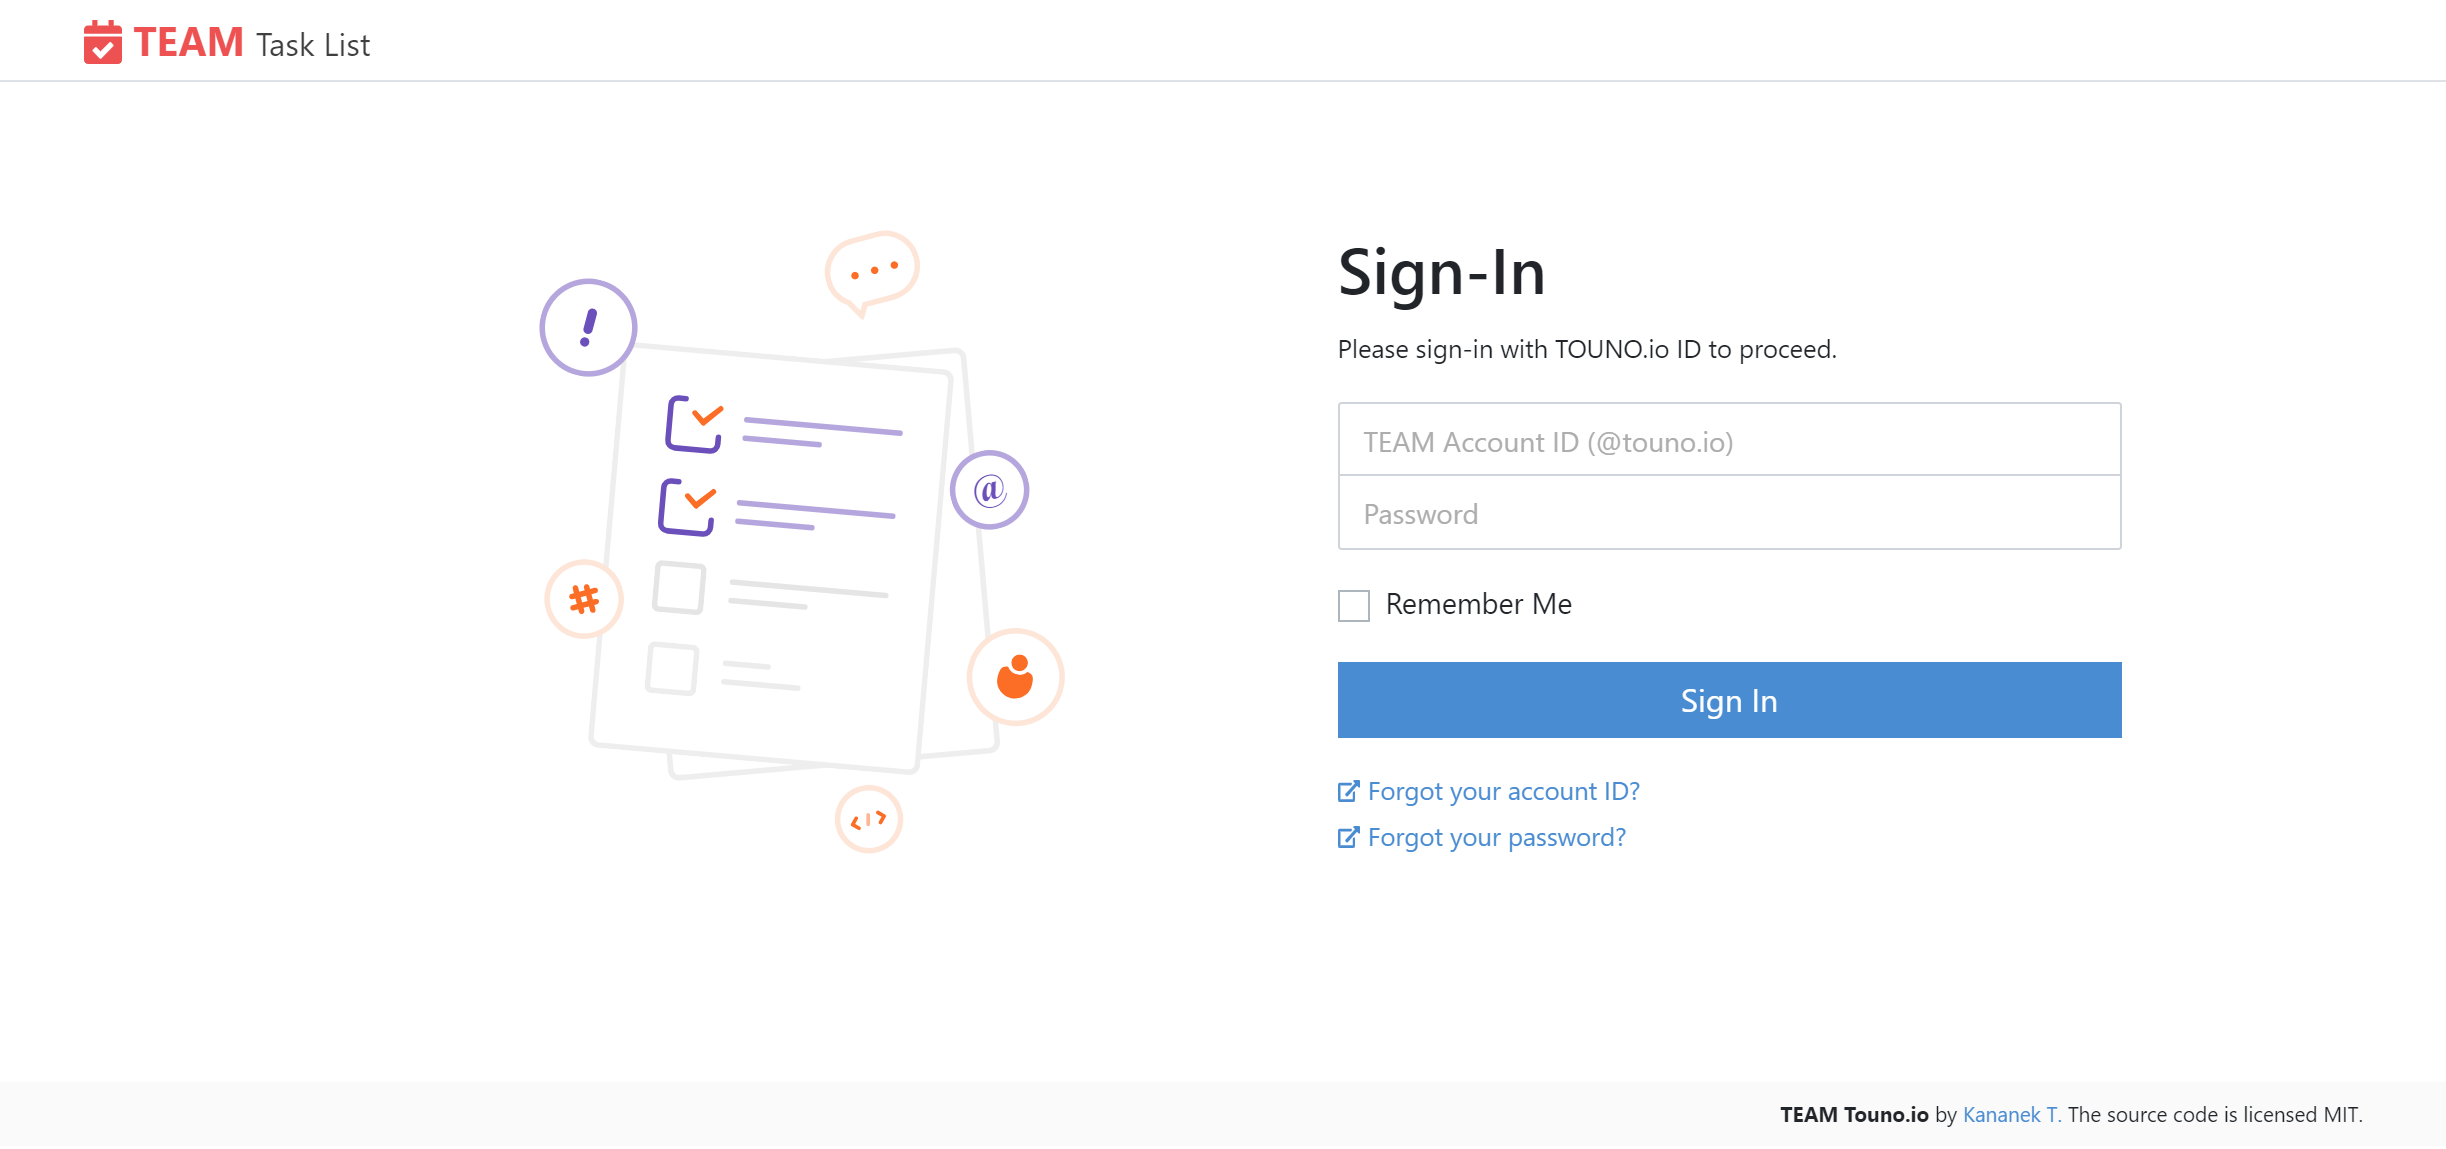 TEAM Task List
!
@
#
Sign-In
Please sign-in with TOUNO.io ID to proceed.
TEAM Account ID (@touno.io)
Password
Remember Me
Sign In
Forgot your account ID?
Forgot your password?
TEAM Touno.io by Kananek T. The source code is licensed MIT.